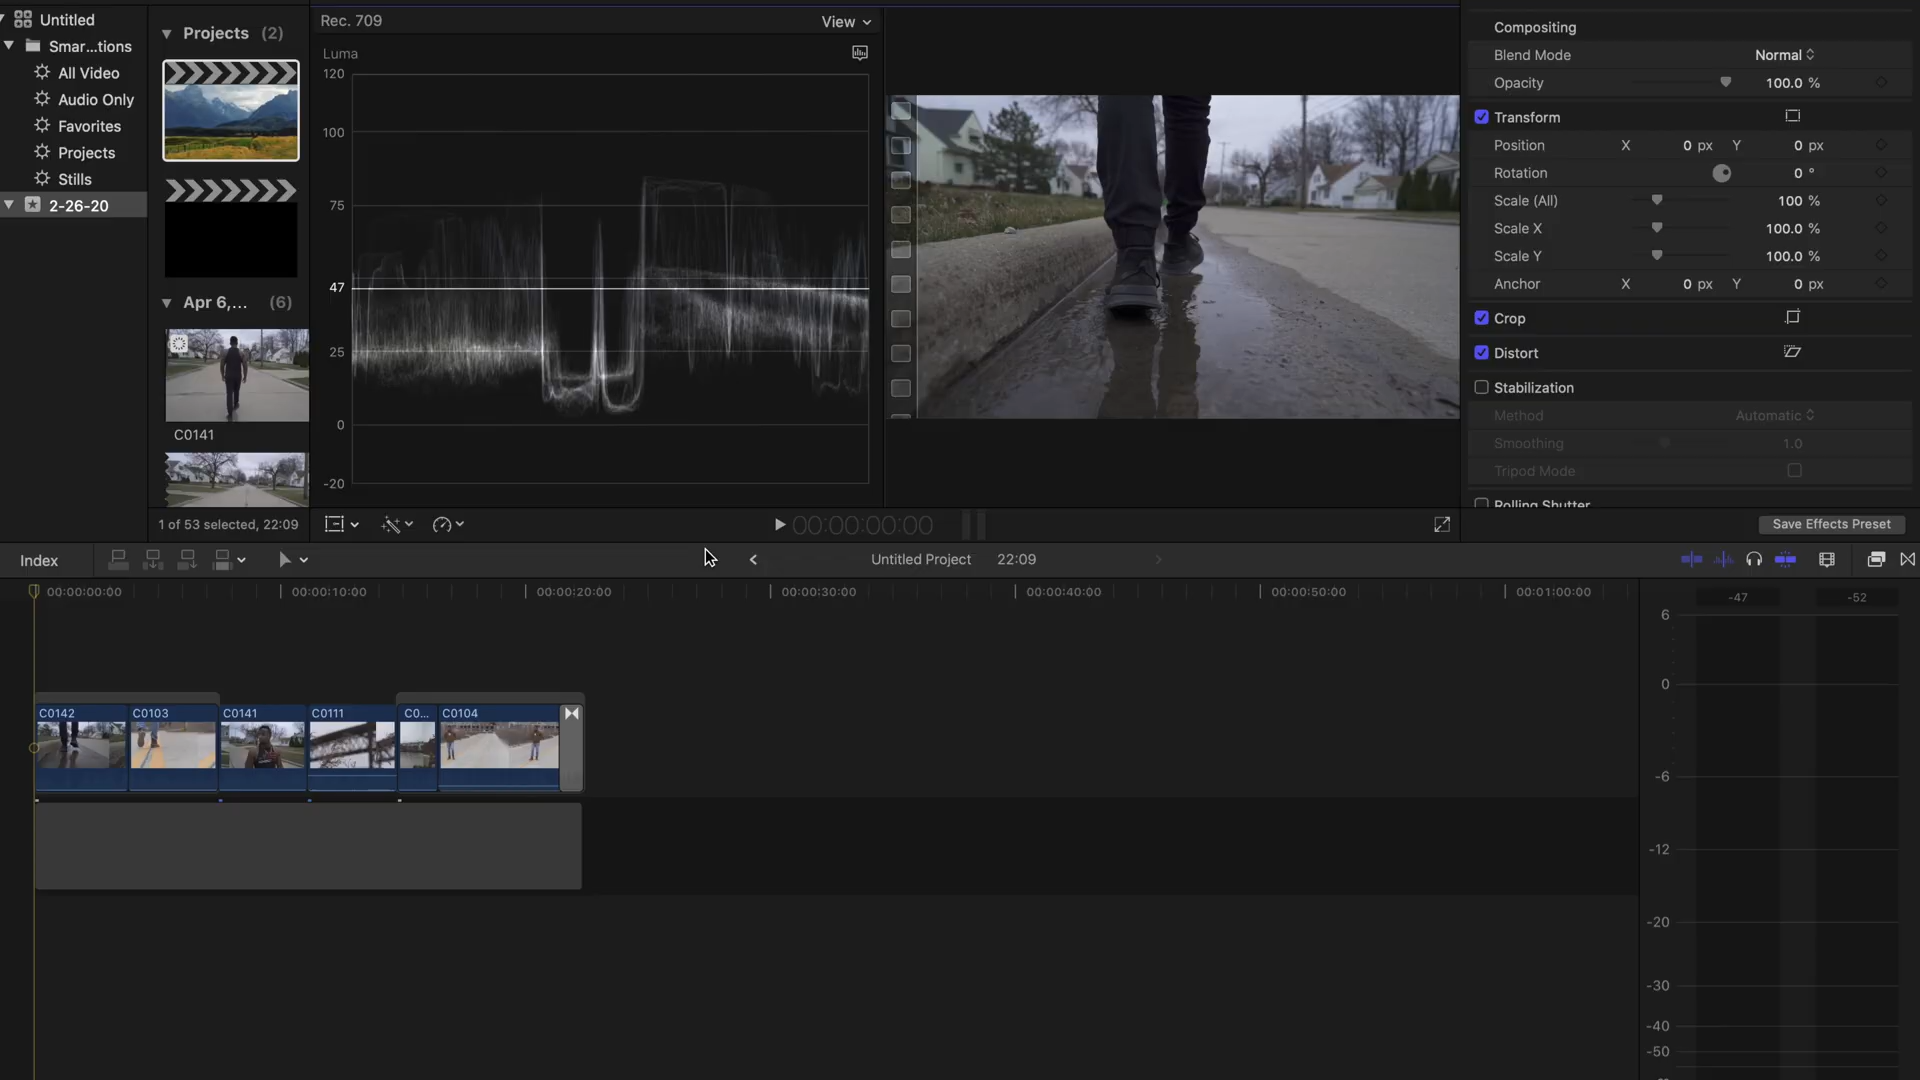 Untitled
Smar...tions
All Video
Audio Only
Favorites
Projects
Stills
2-26-20
Projects (2)
Apr 6,... (6)
C0141
1 of 53 selected, 22:09
Rec. 709
View
Luma
120
100
75
47
25
0
-20
00:00:00:00
Compositing
Blend Mode Normal
Opacity 100.0 %
Transform
Position X 0 px Y 0 px
Rotation 0 °
Scale (All) 100 %
Scale X 100.0 %
Scale Y 100.0 %
Anchor X 0 px Y 0 px
Crop
Distort
Stabilization
Method Automatic
Smoothing 1.0
Tripod Mode
Rolling Shutter
Save Effects Preset
Index
Untitled Project 22:09
00:00:00:00 00:00:10:00 00:00:20:00 00:00:30:00 00:00:40:00 00:00:50:00 00:01:00:00
C0142 C0103 C0141 C0111 C0... C0104
-47 -52
6
0
-6
-12
-20
-30
-40
-50